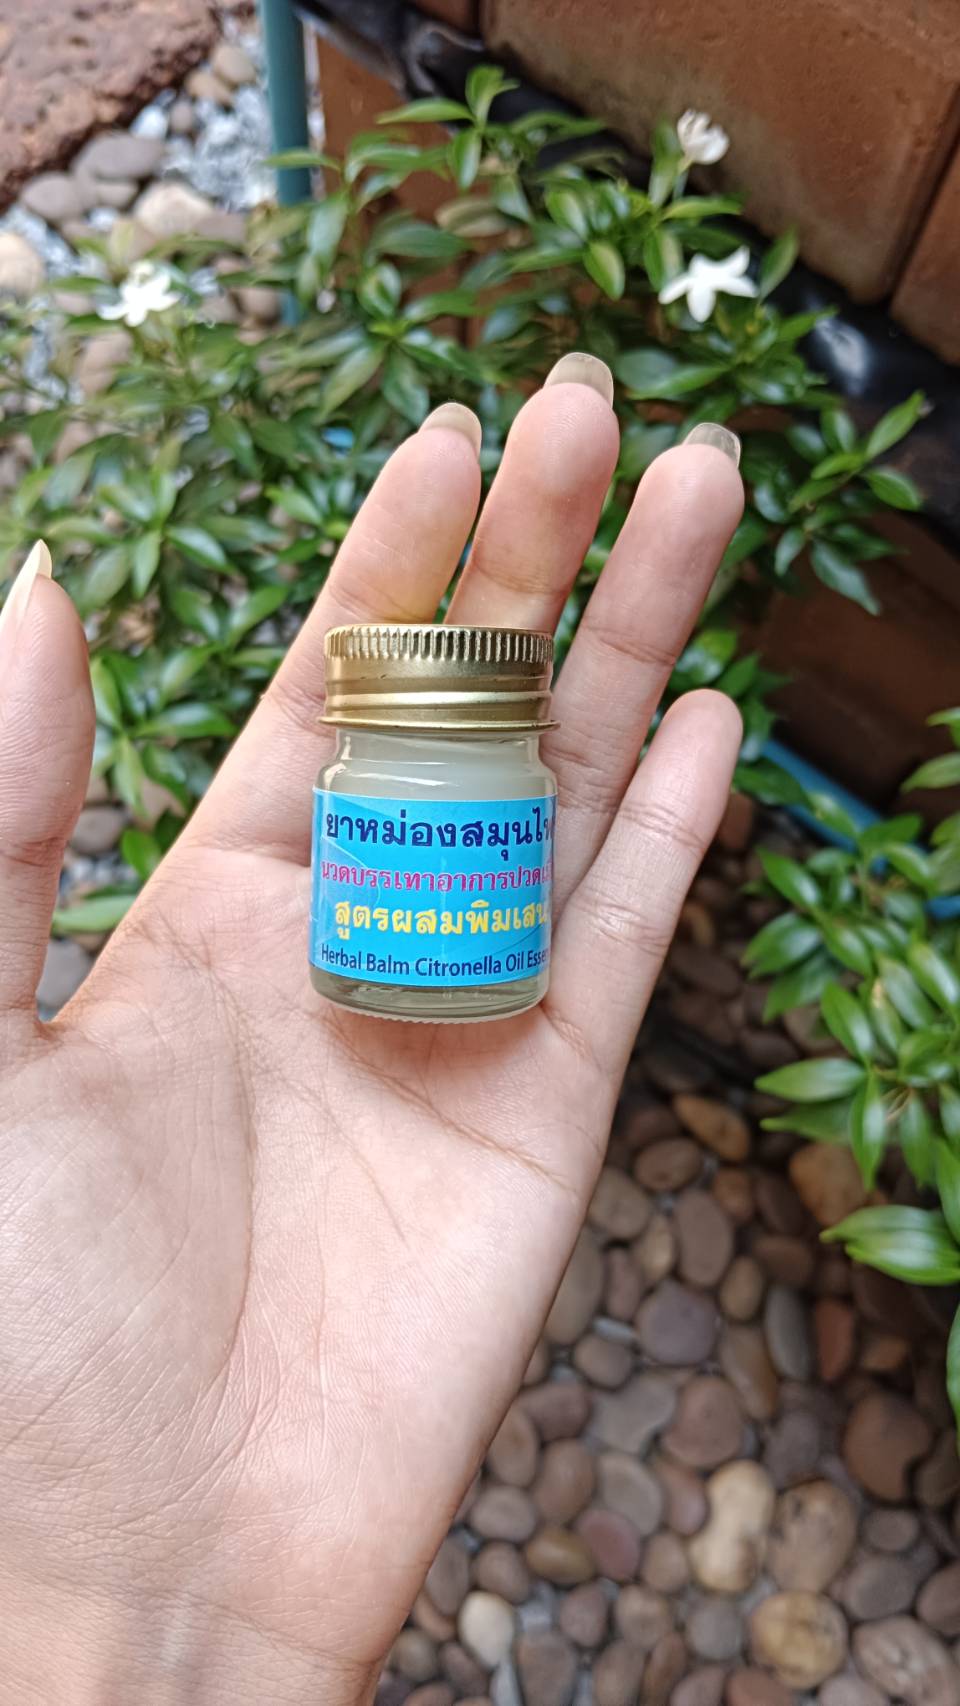 ยาหม่องสมุนไพ
นวดบรรเทาอาการปวด
สูตรผสมพิมเสน
Herbal Balm Citronella Oil